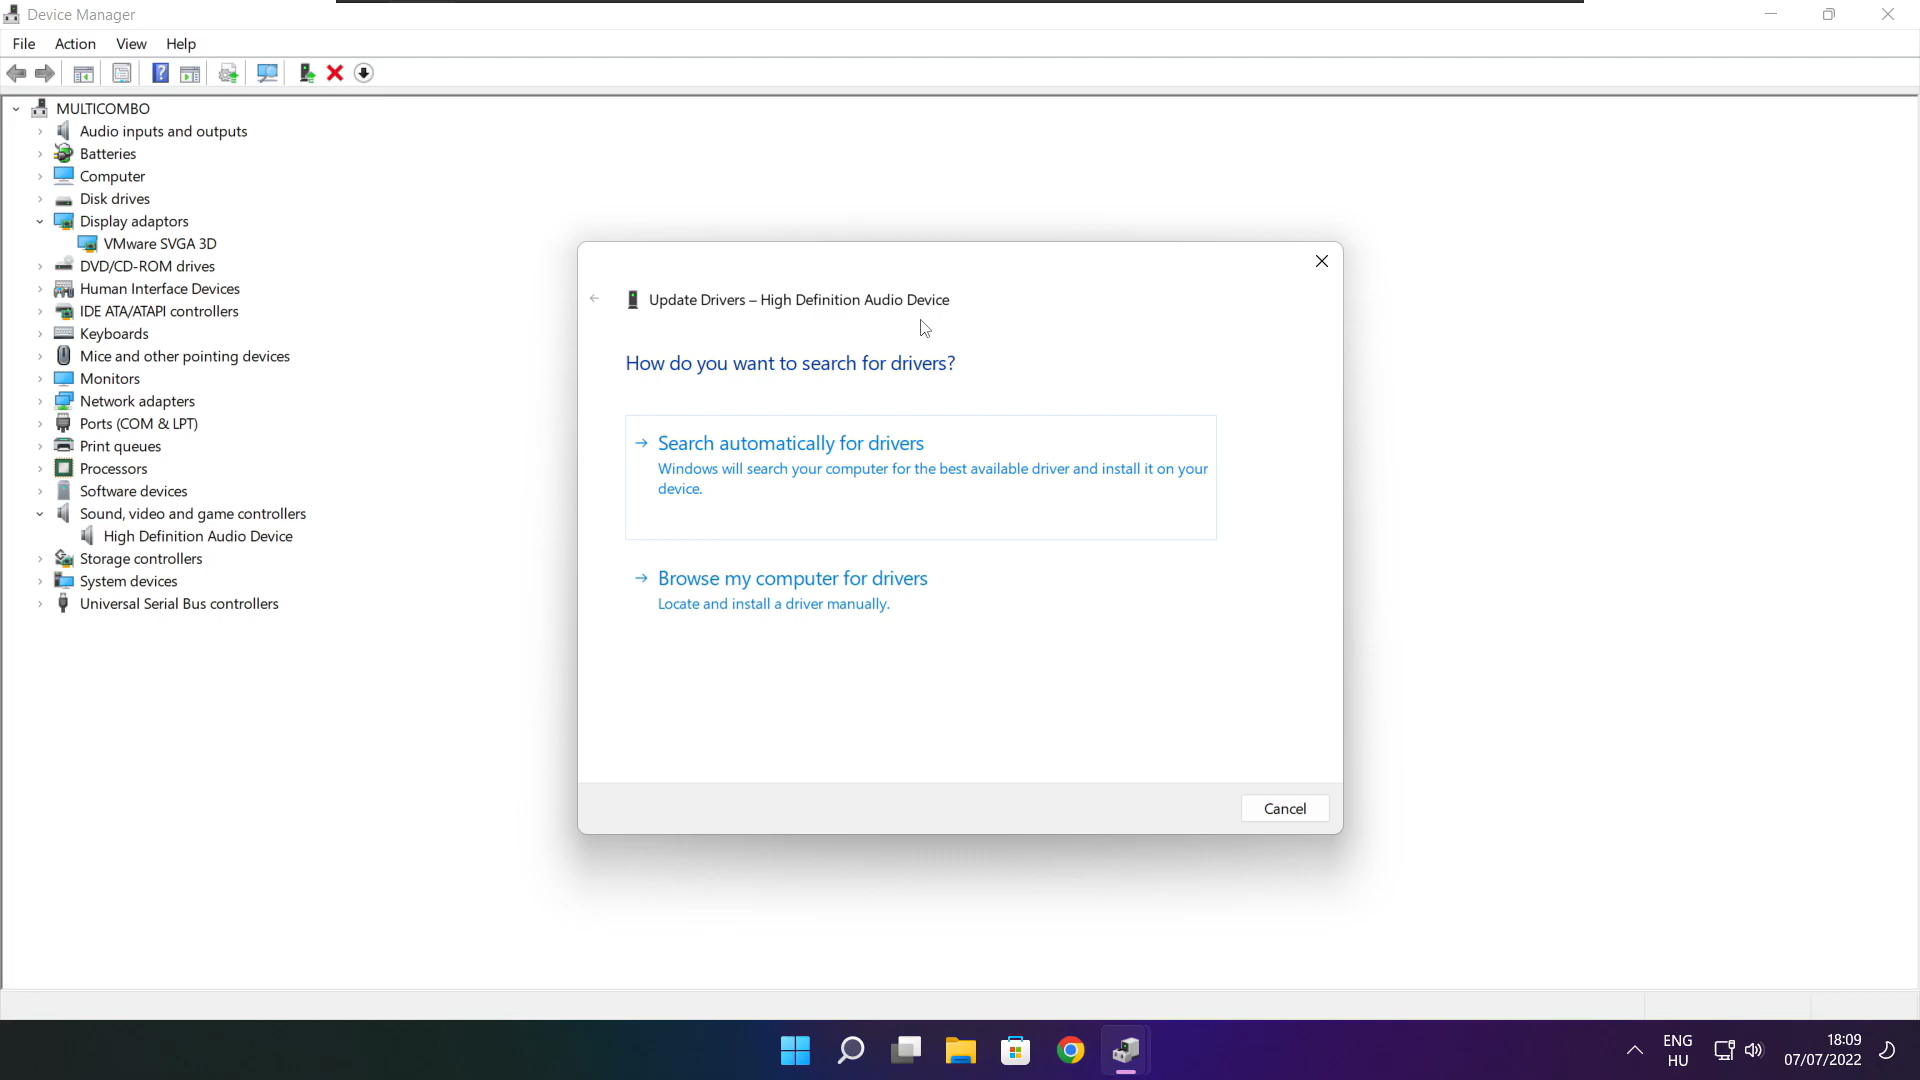 Device Manager
File Action View Help
MULTICOMBO
Audio inputs and outputs
Batteries
Computer
Disk drives
Display adaptors
VMware SVGA 3D
DVD/CD-ROM drives
Human Interface Devices
IDE ATA/ATAPI controllers
Keyboards
Mice and other pointing devices
Monitors
Network adapters
Ports (COM & LPT)
Print queues
Processors
Software devices
Sound, video and game controllers
High Definition Audio Device
Storage controllers
System devices
Universal Serial Bus controllers
Update Drivers – High Definition Audio Device
How do you want to search for drivers?
Search automatically for drivers
Windows will search your computer for the best available driver and install it on your
device.
Browse my computer for drivers
Locate and install a driver manually.
Cancel
ENG
HU
18:09
07/07/2022